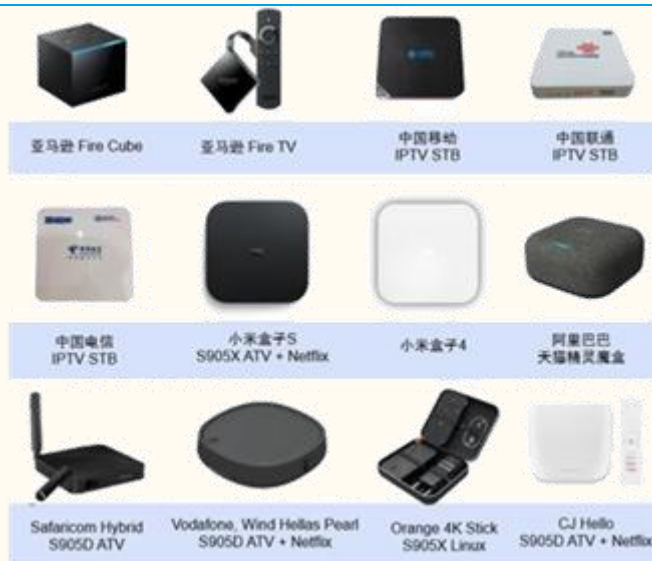 亚马逊 Fire Cube
亚马逊 Fire TV
中国移动
IPTV STB
中国联通
IPTV STB
中国电信
IPTV STB
小米盒子S
S905X ATV + Netflix
小米盒子4
阿里巴巴
天猫精灵魔盒
Safaricom Hybrid
S905D ATV
Vodafone, Wind Hellas Pearl
S905D ATV + Netflix
Orange 4K Stick
S905X Linux
CJ Hello
S905D ATV + Netflix